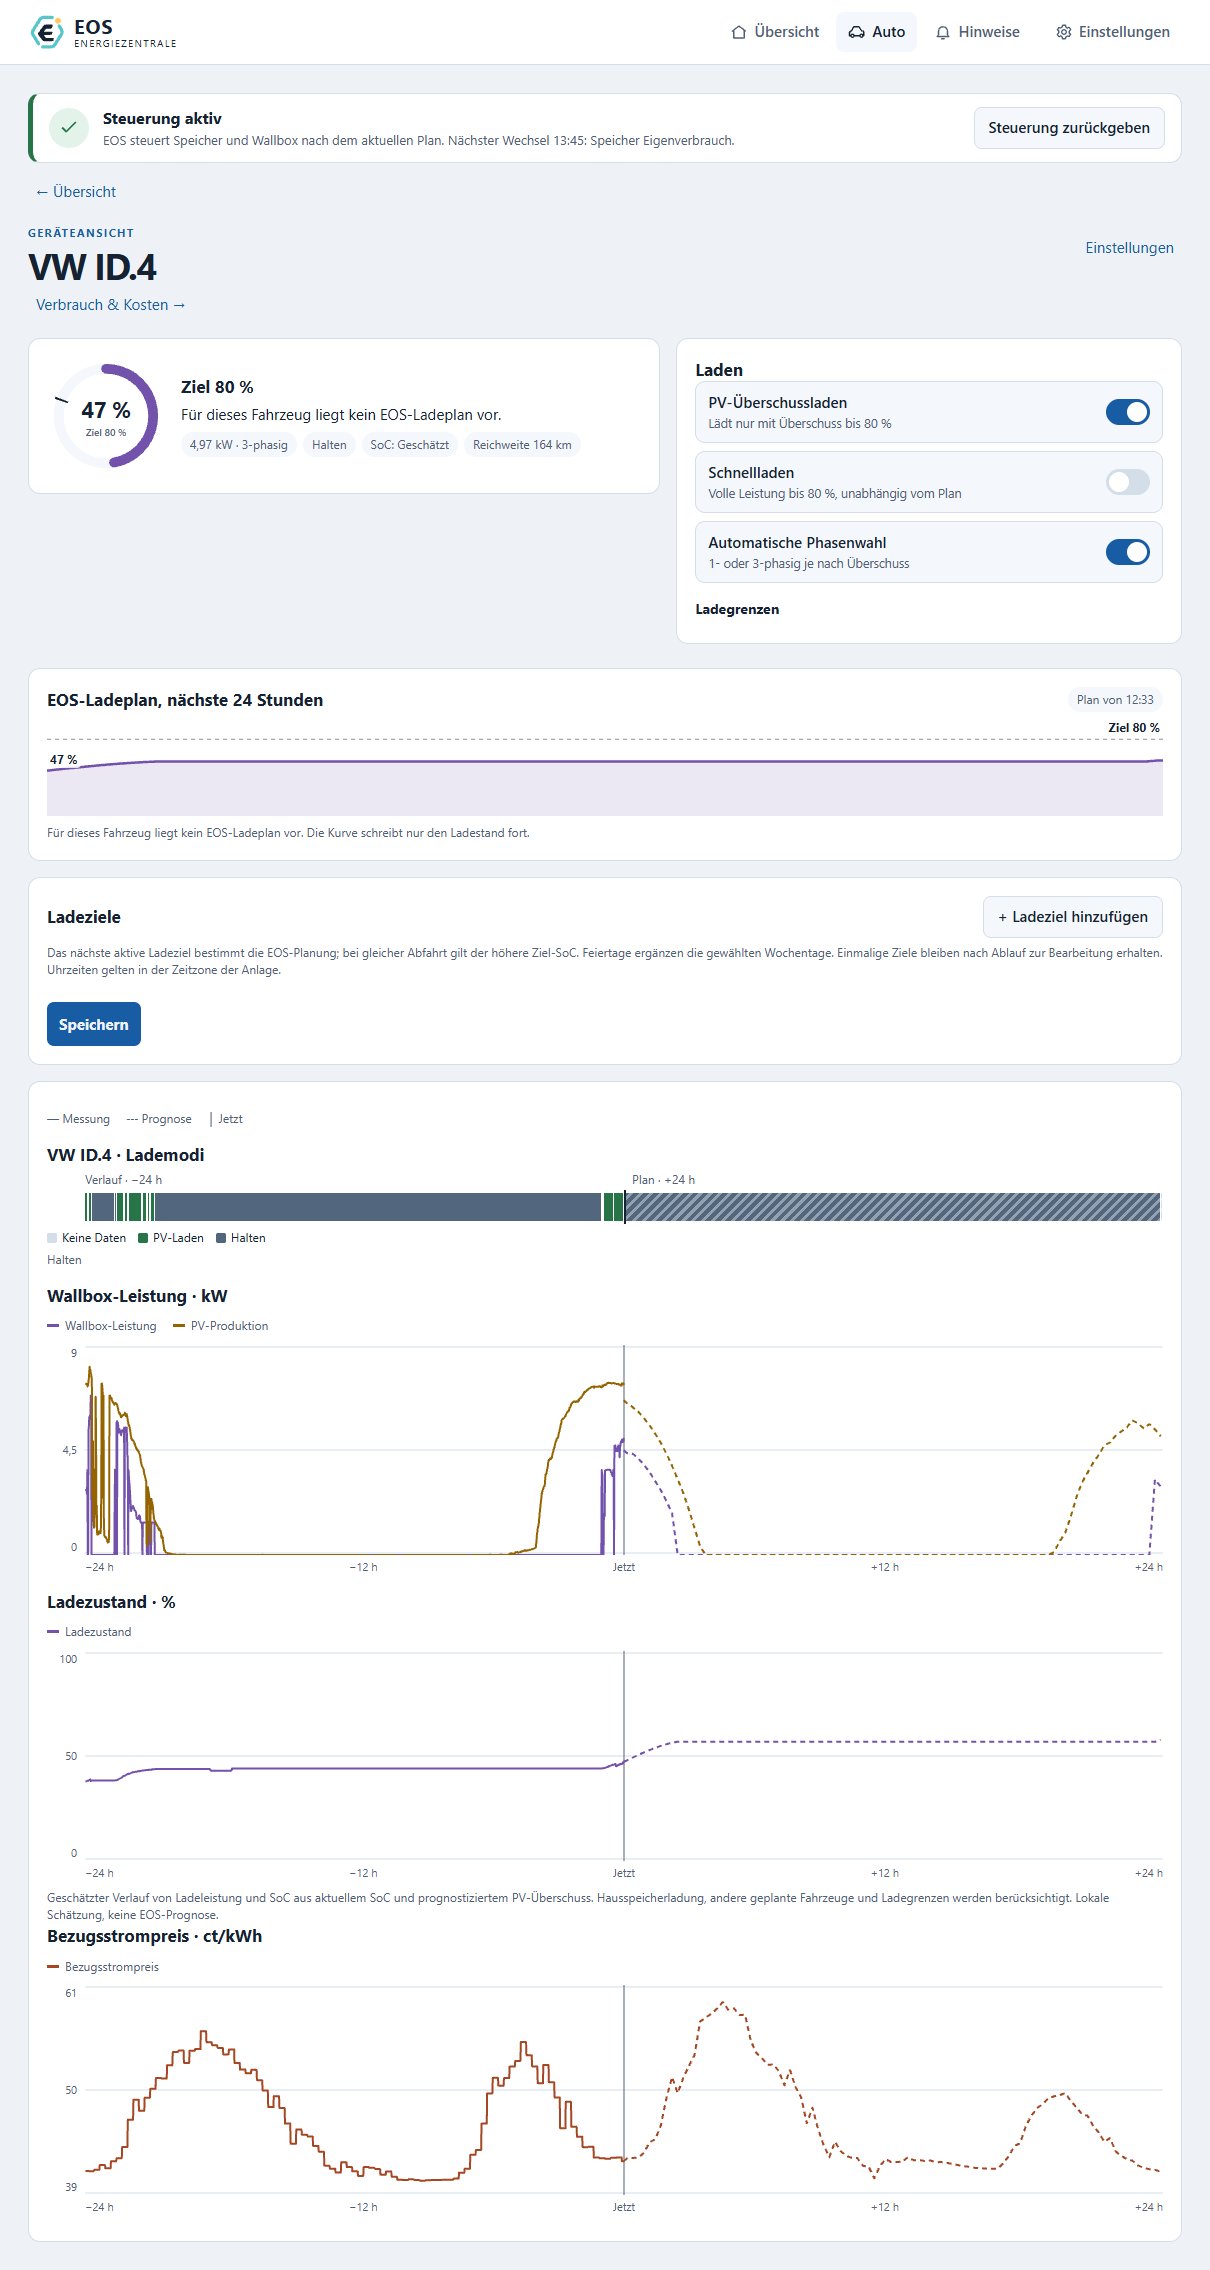 EOS
ENERGIEZENTRALE
Übersicht
Auto
Hinweise
Einstellungen
Steuerung aktiv
EOS steuert Speicher und Wallbox nach dem aktuellen Plan. Nächster Wechsel 13:45: Speicher Eigenverbrauch.
Steuerung zurückgeben
← Übersicht
GERÄTEANSICHT
VW ID.4
Einstellungen
Verbrauch & Kosten →
47 %
Ziel 80 %
Ziel 80 %
Für dieses Fahrzeug liegt kein EOS-Ladeplan vor.
4,97 kW · 3-phasig
Halten
SoC: Geschätzt
Reichweite 164 km
Laden
PV-Überschussladen
Lädt nur mit Überschuss bis 80 %
Schnellladen
Volle Leistung bis 80 %, unabhängig vom Plan
Automatische Phasenwahl
1- oder 3-phasig je nach Überschuss
Ladegrenzen
EOS-Ladeplan, nächste 24 Stunden
Plan von 12:33
Ziel 80 %
47 %
Für dieses Fahrzeug liegt kein EOS-Ladeplan vor. Die Kurve schreibt nur den Ladestand fort.
Ladeziele
+ Ladeziel hinzufügen
Das nächste aktive Ladeziel bestimmt die EOS-Planung; bei gleicher Abfahrt gilt der höhere Ziel-SoC. Feiertage ergänzen die gewählten Wochentage. Einmalige Ziele bleiben nach Ablauf zur Bearbeitung erhalten.
Uhrzeiten gelten in der Zeitzone der Anlage.
Speichern
— Messung --- Prognose | Jetzt
VW ID.4 · Lademodi
Verlauf · −24 h
Plan · +24 h
Keine Daten
PV-Laden
Halten
Halten
Wallbox-Leistung · kW
Wallbox-Leistung
PV-Produktion
9
4,5
0
−24 h
−12 h
Jetzt
+12 h
+24 h
Ladezustand · %
Ladezustand
100
50
0
−24 h
−12 h
Jetzt
+12 h
+24 h
Geschätzter Verlauf von Ladeleistung und SoC aus aktuellem SoC und prognostiziertem PV-Überschuss. Hausspeicherladung, andere geplante Fahrzeuge und Ladegrenzen werden berücksichtigt. Lokale
Schätzung, keine EOS-Prognose.
Bezugsstrompreis · ct/kWh
Bezugsstrompreis
61
50
39
−24 h
−12 h
Jetzt
+12 h
+24 h